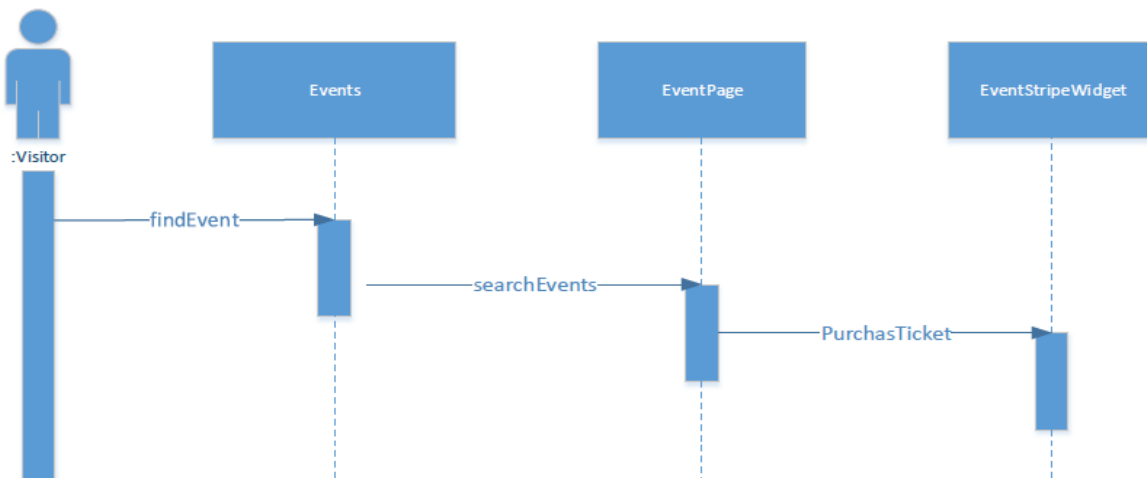 Events
EventPage
EventStripeWidget
:Visitor
findEvent
searchEvents
PurchasTicket